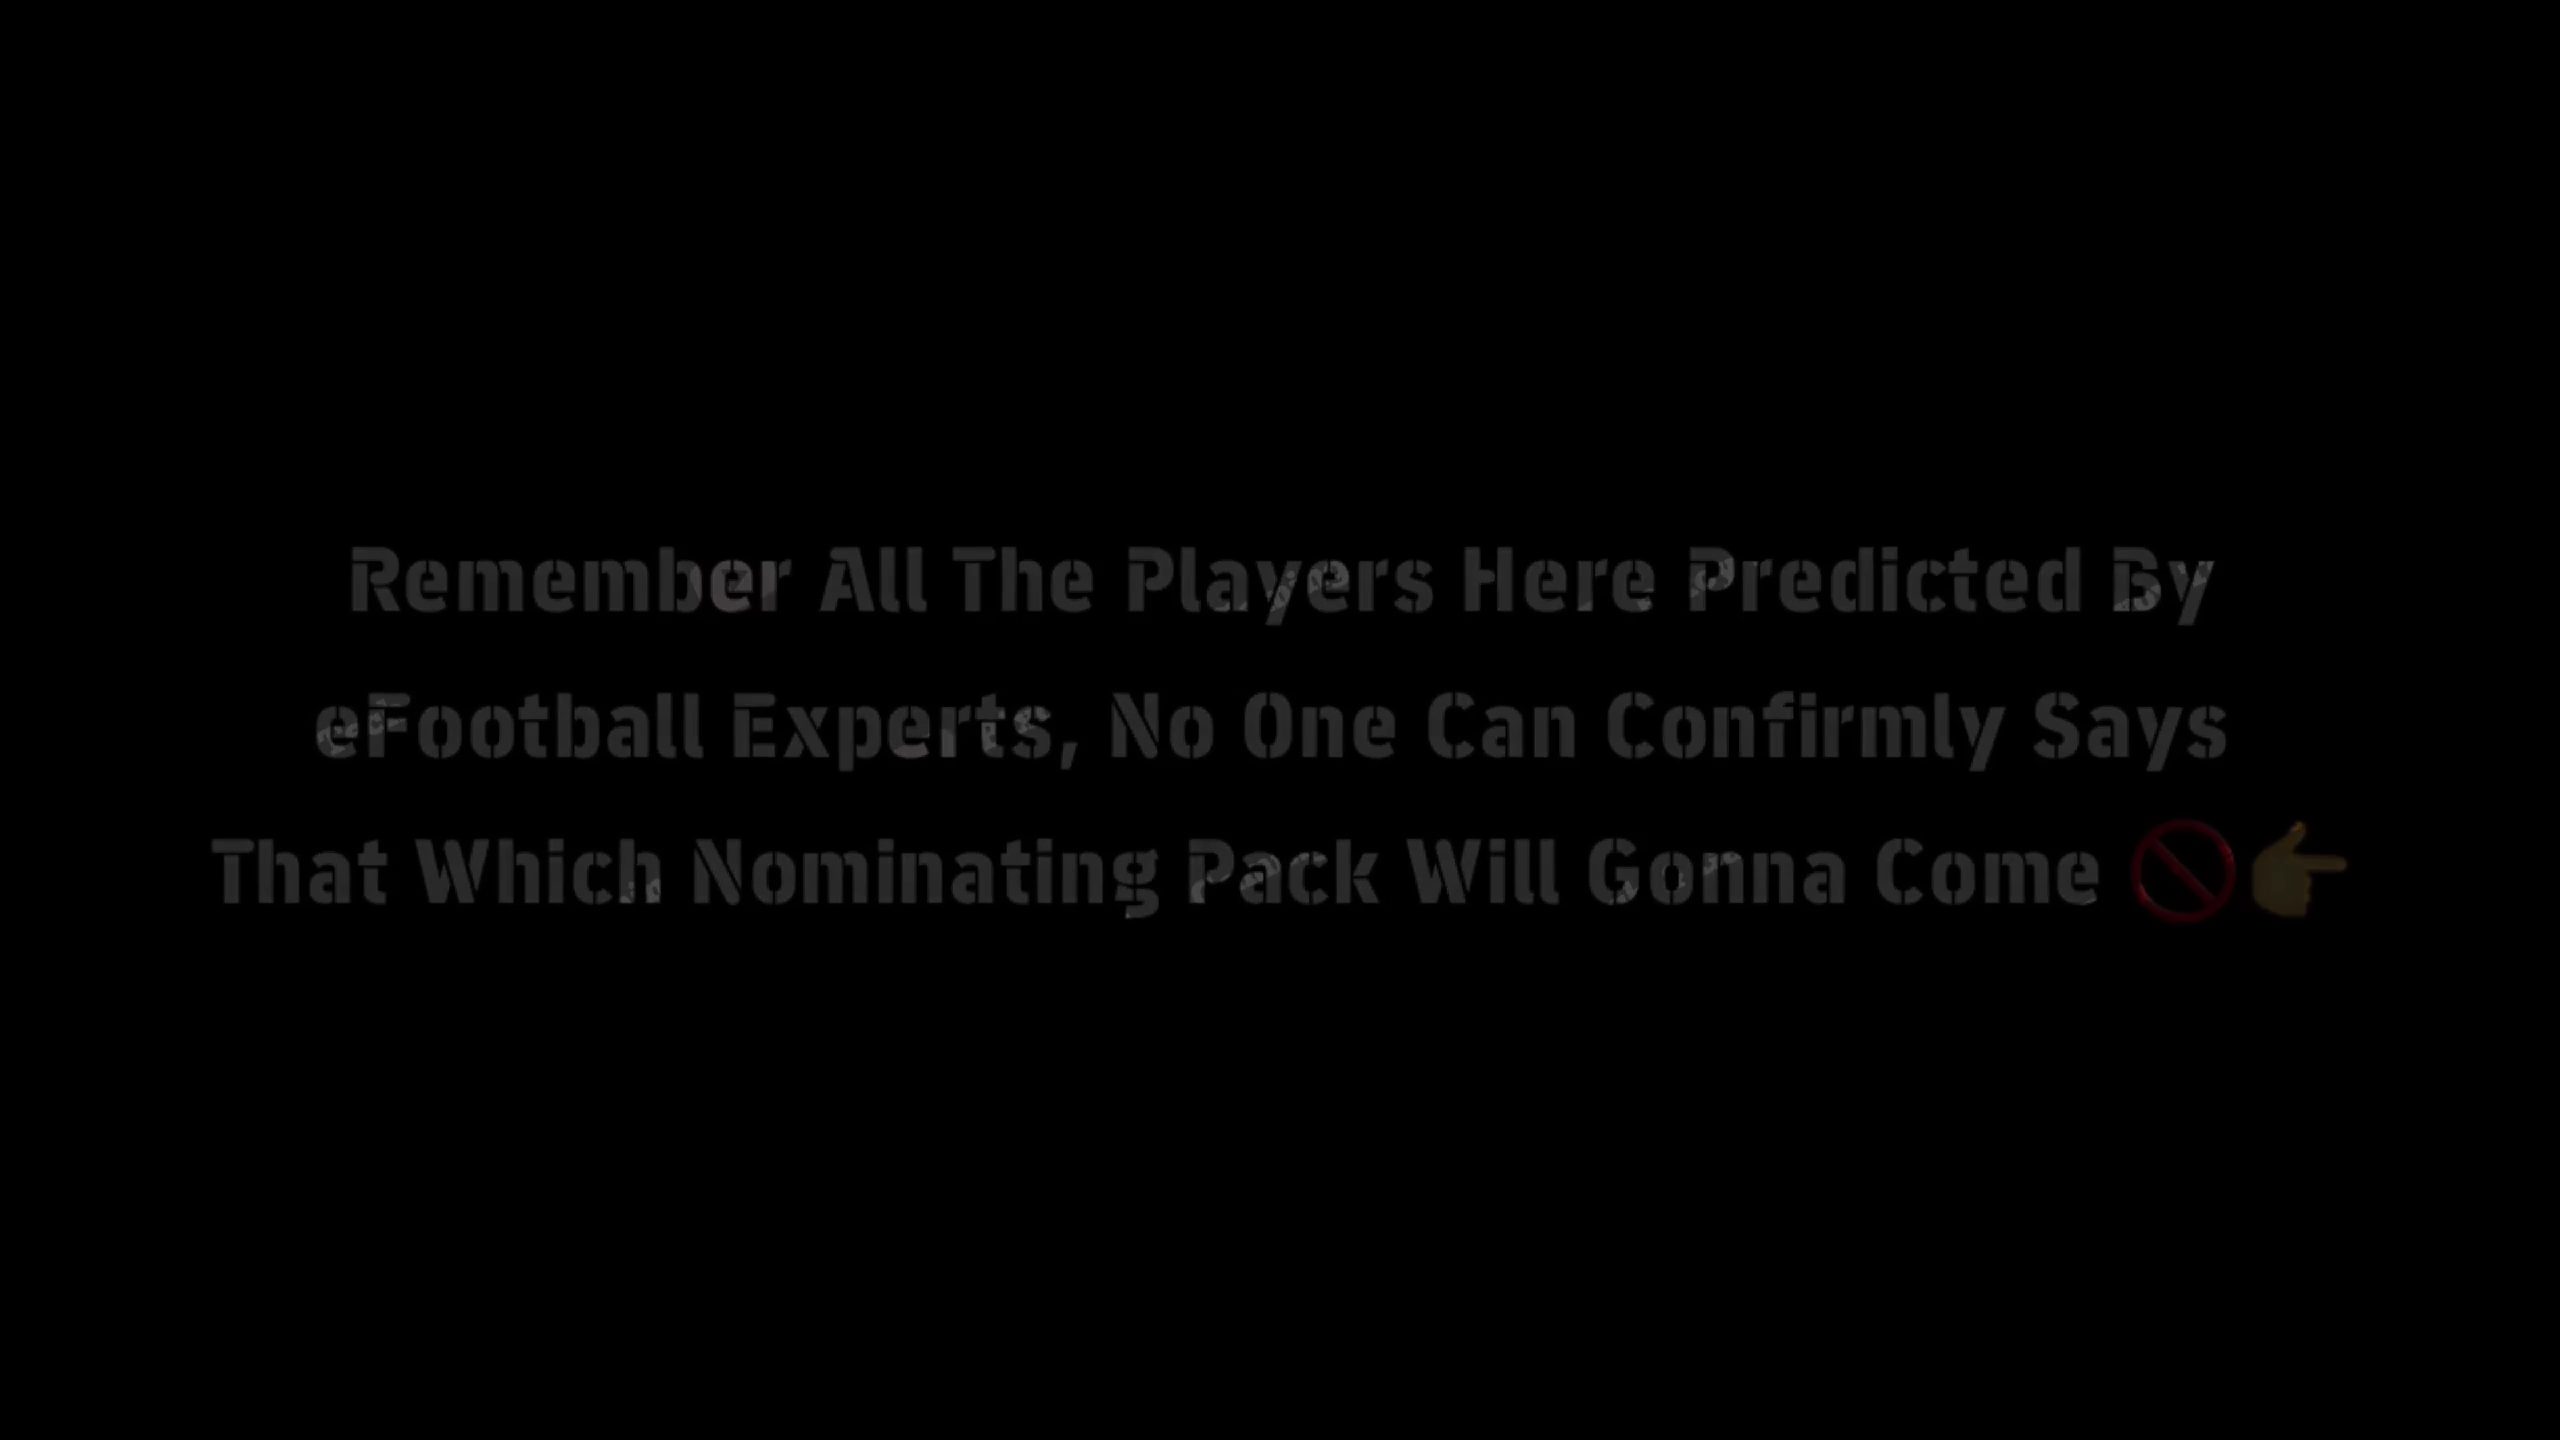 Remember All The Players Here Predicted By
eFootball Experts, No One Can Confirmly Says
That Which Nominating Pack Will Gonna Come 🚫👉